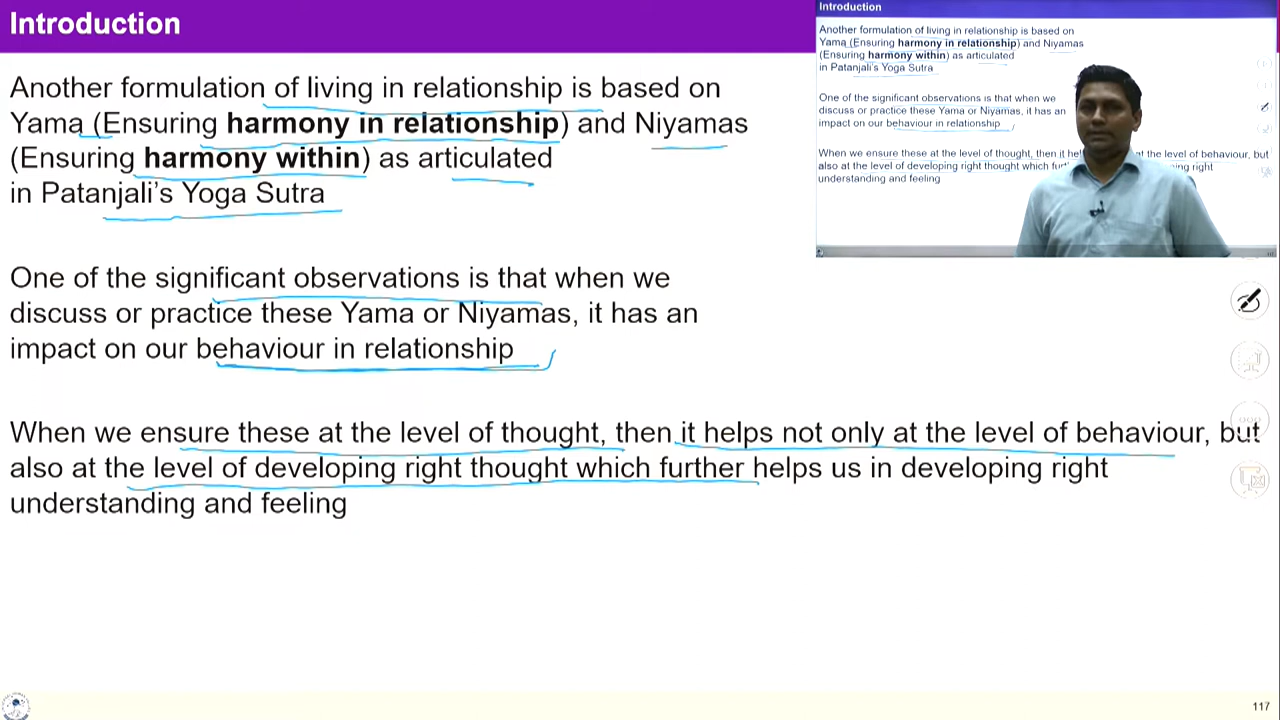 Introduction
Another formulation of living in relationship is based on
Yama (Ensuring harmony in relationship) and Niyamas
(Ensuring harmony within) as articulated
in Patanjali’s Yoga Sutra
One of the significant observations is that when we
discuss or practice these Yama or Niyamas, it has an
impact on our behaviour in relationship
When we ensure these at the level of thought, then it helps not only at the level of behaviour, but
also at the level of developing right thought which further helps us in developing right
understanding and feeling
117
Introduction
Another formulation of living in relationship is based on
Yama (Ensuring harmony in relationship) and Niyamas
(Ensuring harmony within) as articulated
in Patanjali's Yoga Sutra
One of the significant observations is that when we
discuss or practice these Yama or Niyamas, it has an
impact on our behaviour in relationship
When we ensure these at the level of thought, then it at the level of behaviour, but
also at the level of developing right thought which right
understanding and feeling